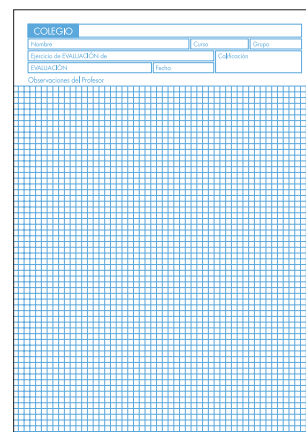 COLEGIO
Nombre Curso Grupo
Ejercicio de EVALUACIÓN de Calificación
EVALUACIÓN Fecha
Observaciones del Profesor